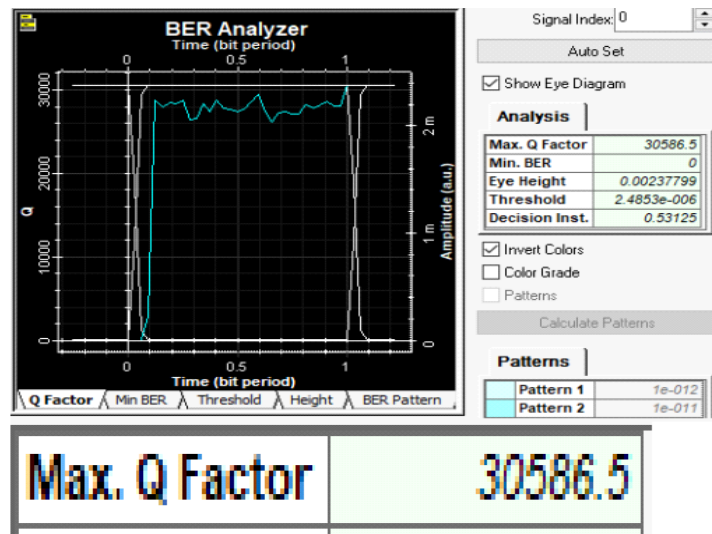 BER Analyzer
Time (bit period)
0 0.5 1
Q
0 10000 20000 30000
Amplitude (a.u.)
0 1 m 2 m
0 0.5 1
Time (bit period)
Q Factor Min BER Threshold Height BER Pattern
Signal Index: 0
Auto Set
Show Eye Diagram
Analysis
Max. Q Factor 30586.5
Min. BER 0
Eye Height 0.00237799
Threshold 2.4853e-006
Decision Inst. 0.53125
Invert Colors
Color Grade
Patterns
Calculate Patterns
Patterns
Pattern 1 1e-012
Pattern 2 1e-011
Max. Q Factor 30586.5